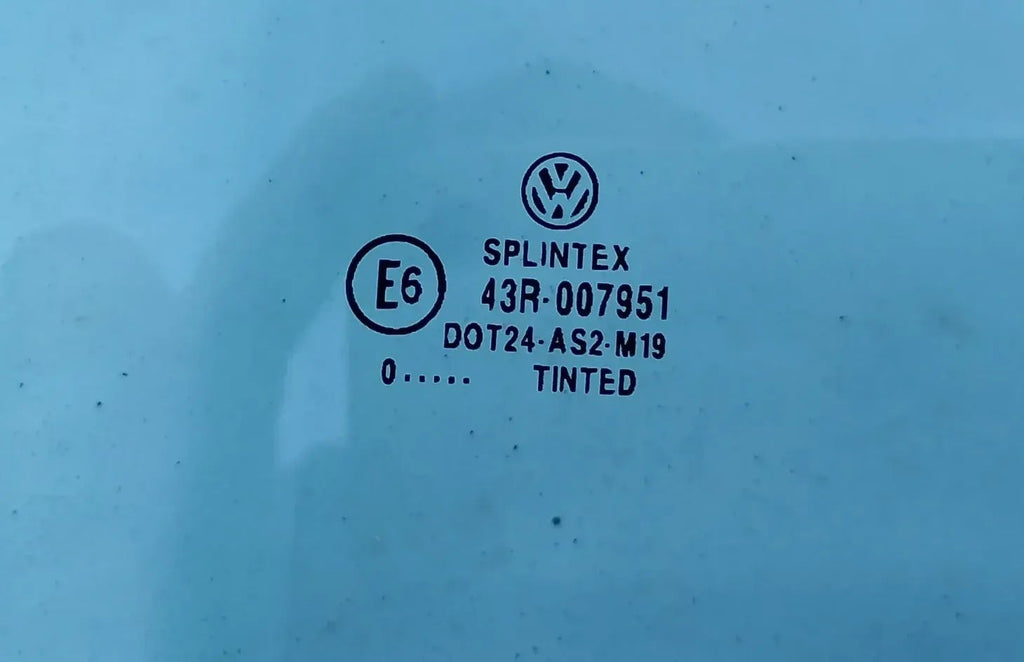 SPLINTEX
E6 43R-007951
DOT24-AS2-M19
0..... TINTED